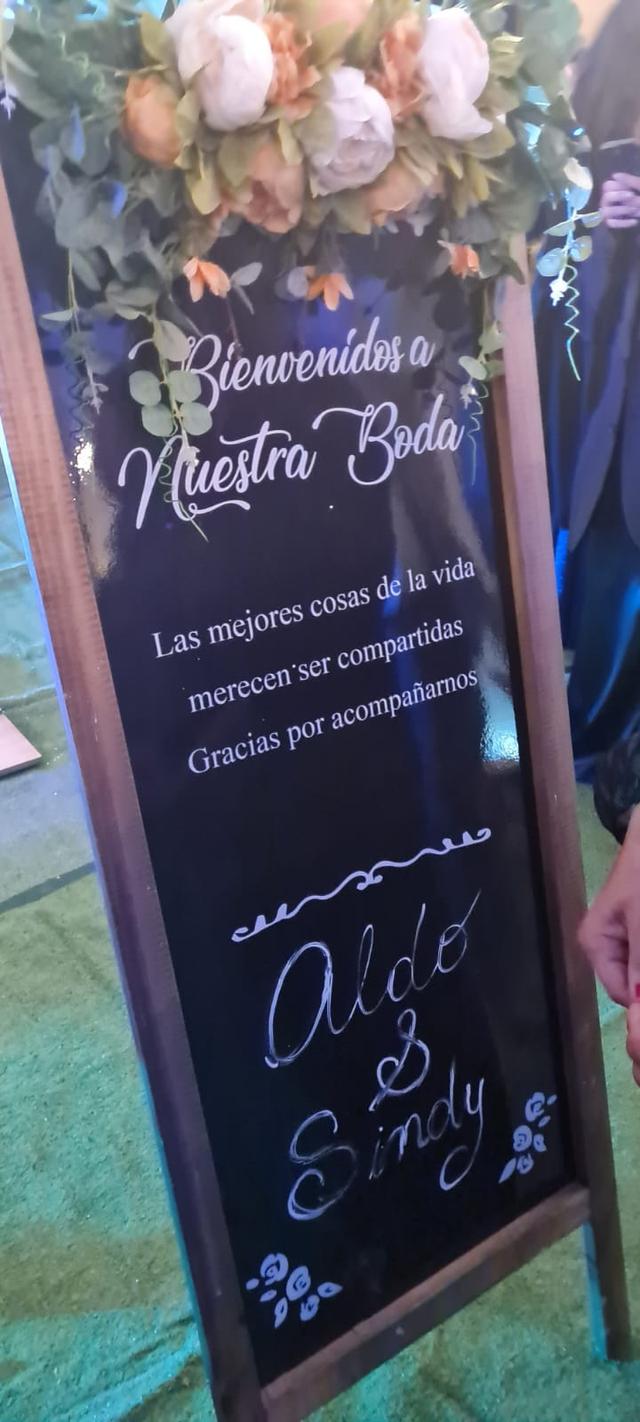 Bienvenidos a
Nuestra Boda
Las mejores cosas de la vida
merecen ser compartidas
Gracias por acompañarnos
Aldo
&
Sindy